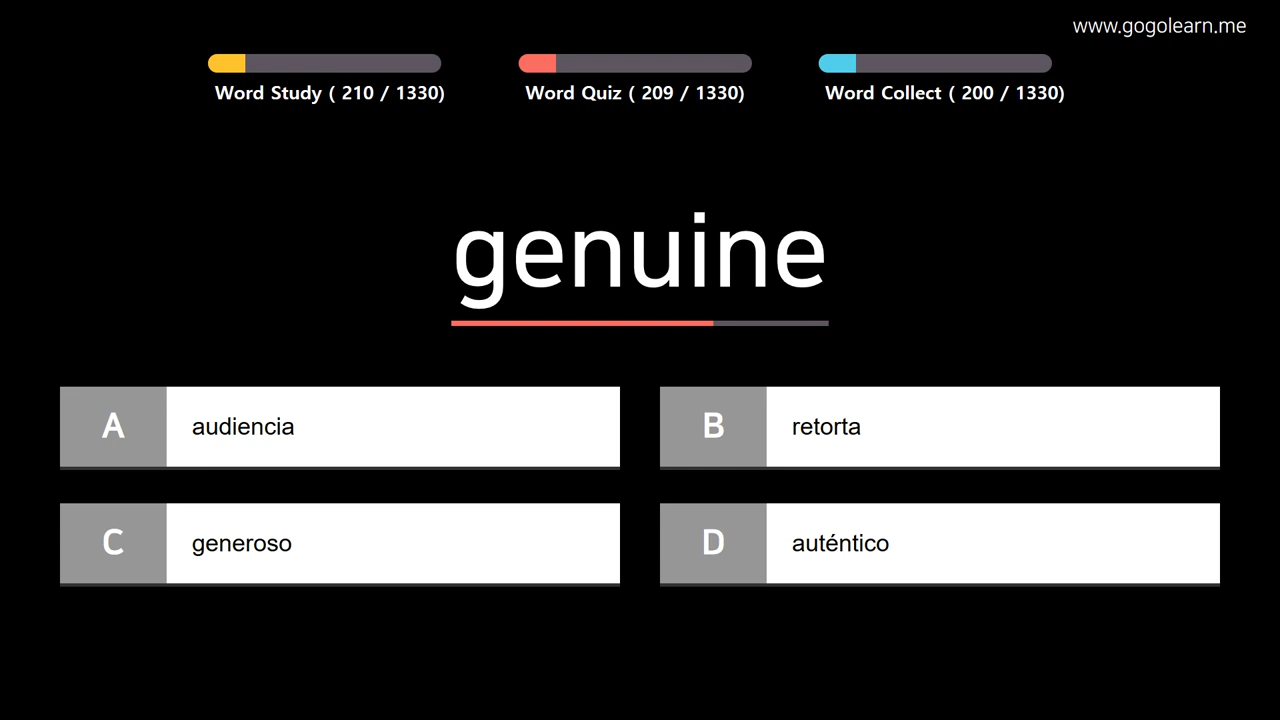 www.gogolearn.me
Word Study ( 210 / 1330)
Word Quiz ( 209 / 1330)
Word Collect ( 200 / 1330)
genuine
A audiencia
B retorta
C generoso
D auténtico